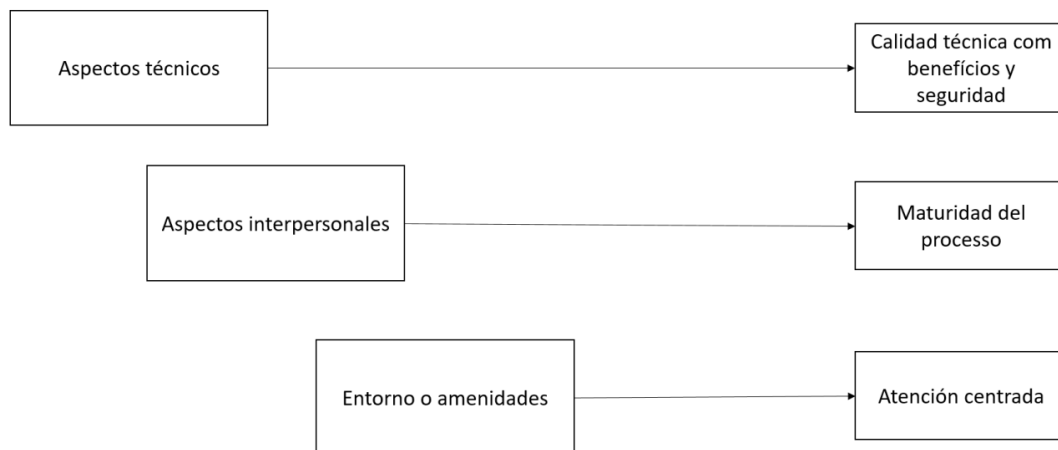 Aspectos técnicos
Calidad técnica com
benefícios y
seguridad
Aspectos interpersonales
Maturidad del
processo
Entorno o amenidades
Atención centrada